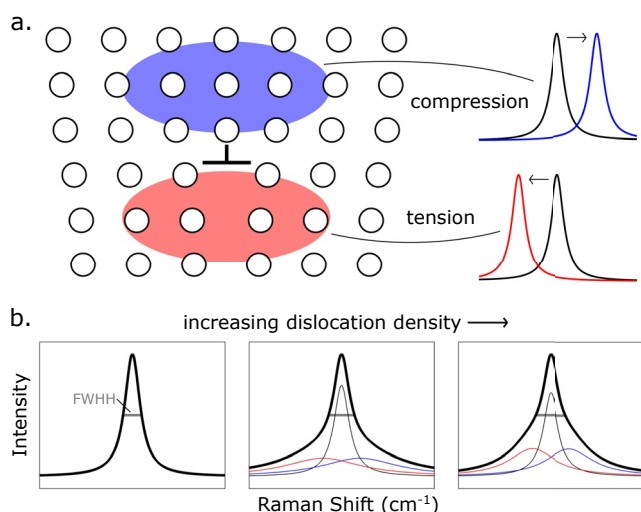 a.
compression
tension
b.
increasing dislocation density
FWHH
Intensity
Raman Shift (cm⁻¹)